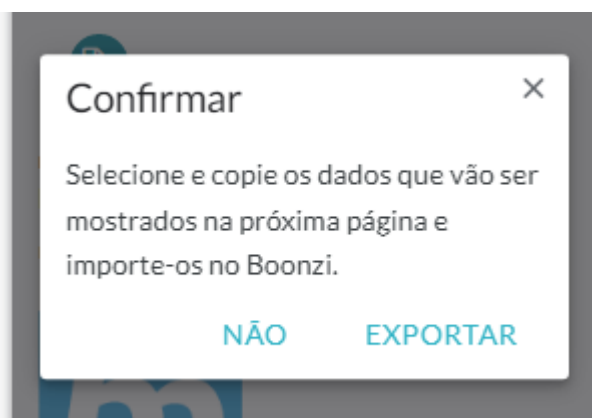 Confirmar
Selecione e copie os dados que vão ser
mostrados na próxima página e
importe-os no Boonzi.
NÃO EXPORTAR